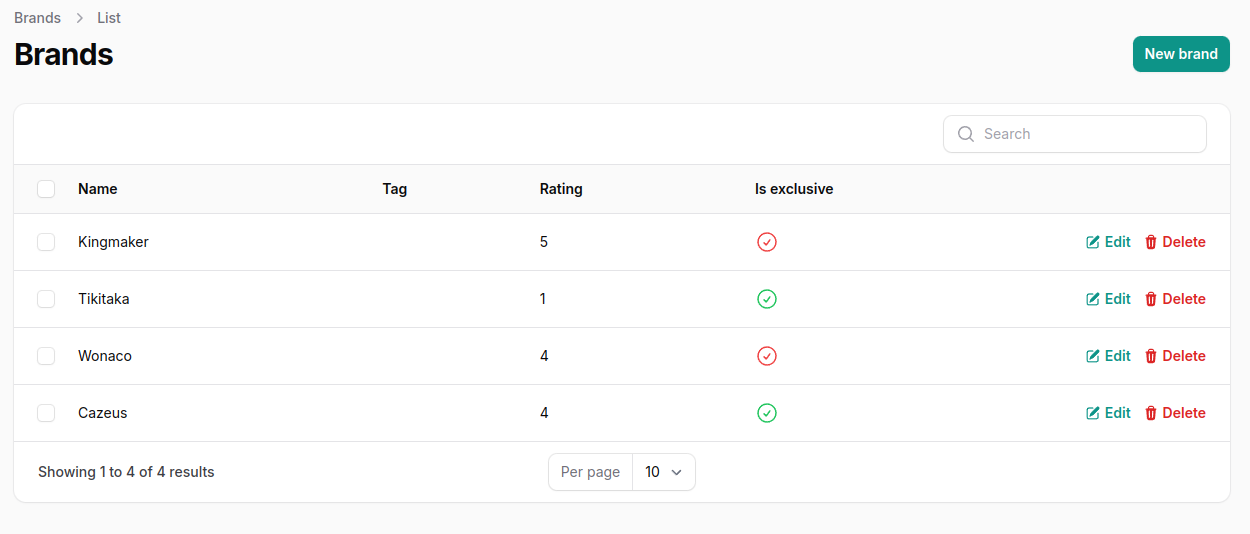 Brands > List
Brands
New brand
Search
Name Tag Rating Is exclusive
Kingmaker 5 Edit Delete
Tikitaka 1 Edit Delete
Wonaco 4 Edit Delete
Cazeus 4 Edit Delete
Showing 1 to 4 of 4 results Per page 10